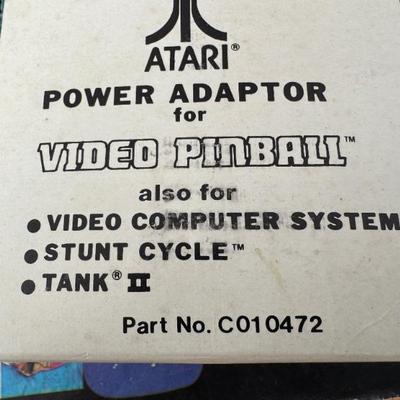 ATARI®
POWER ADAPTOR
for
VIDEO PINBALL™
also for
• VIDEO COMPUTER SYSTEM
• STUNT CYCLE™
• TANK® II
Part No. C010472